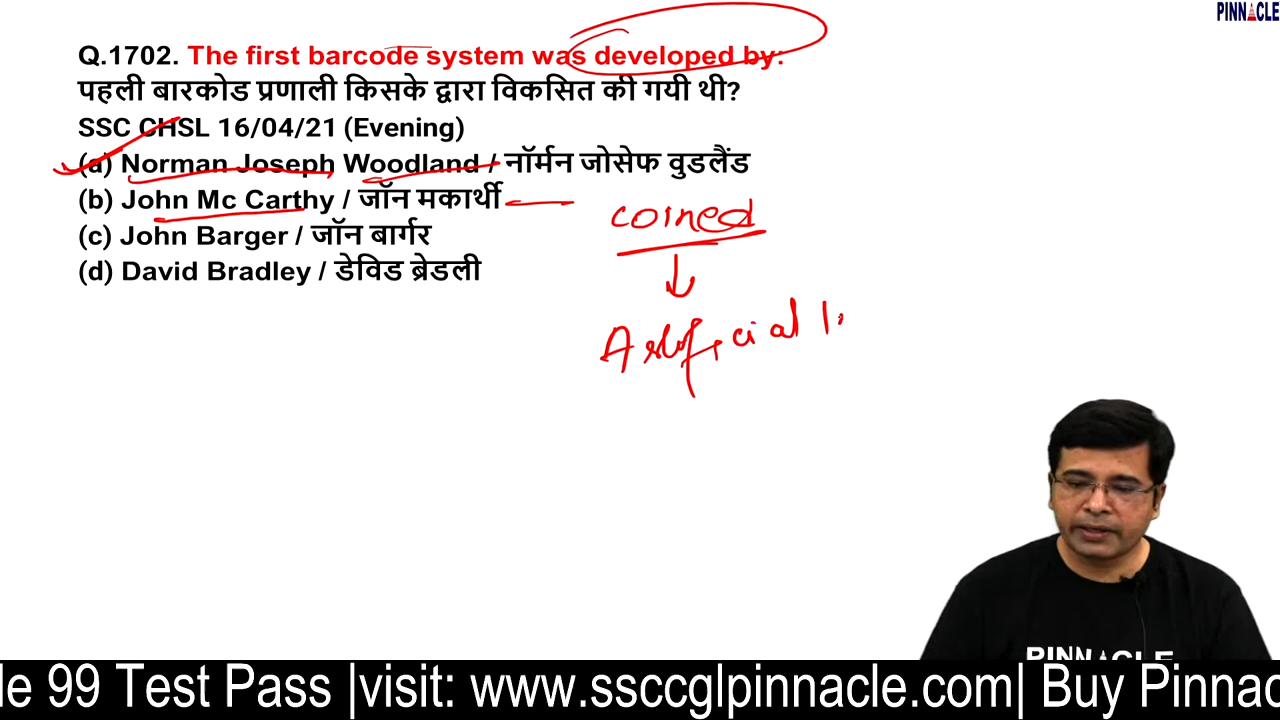 PINNACLE
Q.1702. The first barcode system was developed by:
पहली बारकोड प्रणाली किसके द्वारा विकसित की गयी थी?
SSC CHSL 16/04/21 (Evening)
(a) Norman Joseph Woodland / नॉर्मन जोसेफ वुडलैंड
(b) John Mc Carthy / जॉन मकार्थी
(c) John Barger / जॉन बार्गर
(d) David Bradley / डेविड ब्रेडली
coined
PINNACLE
le 99 Test Pass |visit: www.ssccglpinnacle.com| Buy Pinnac